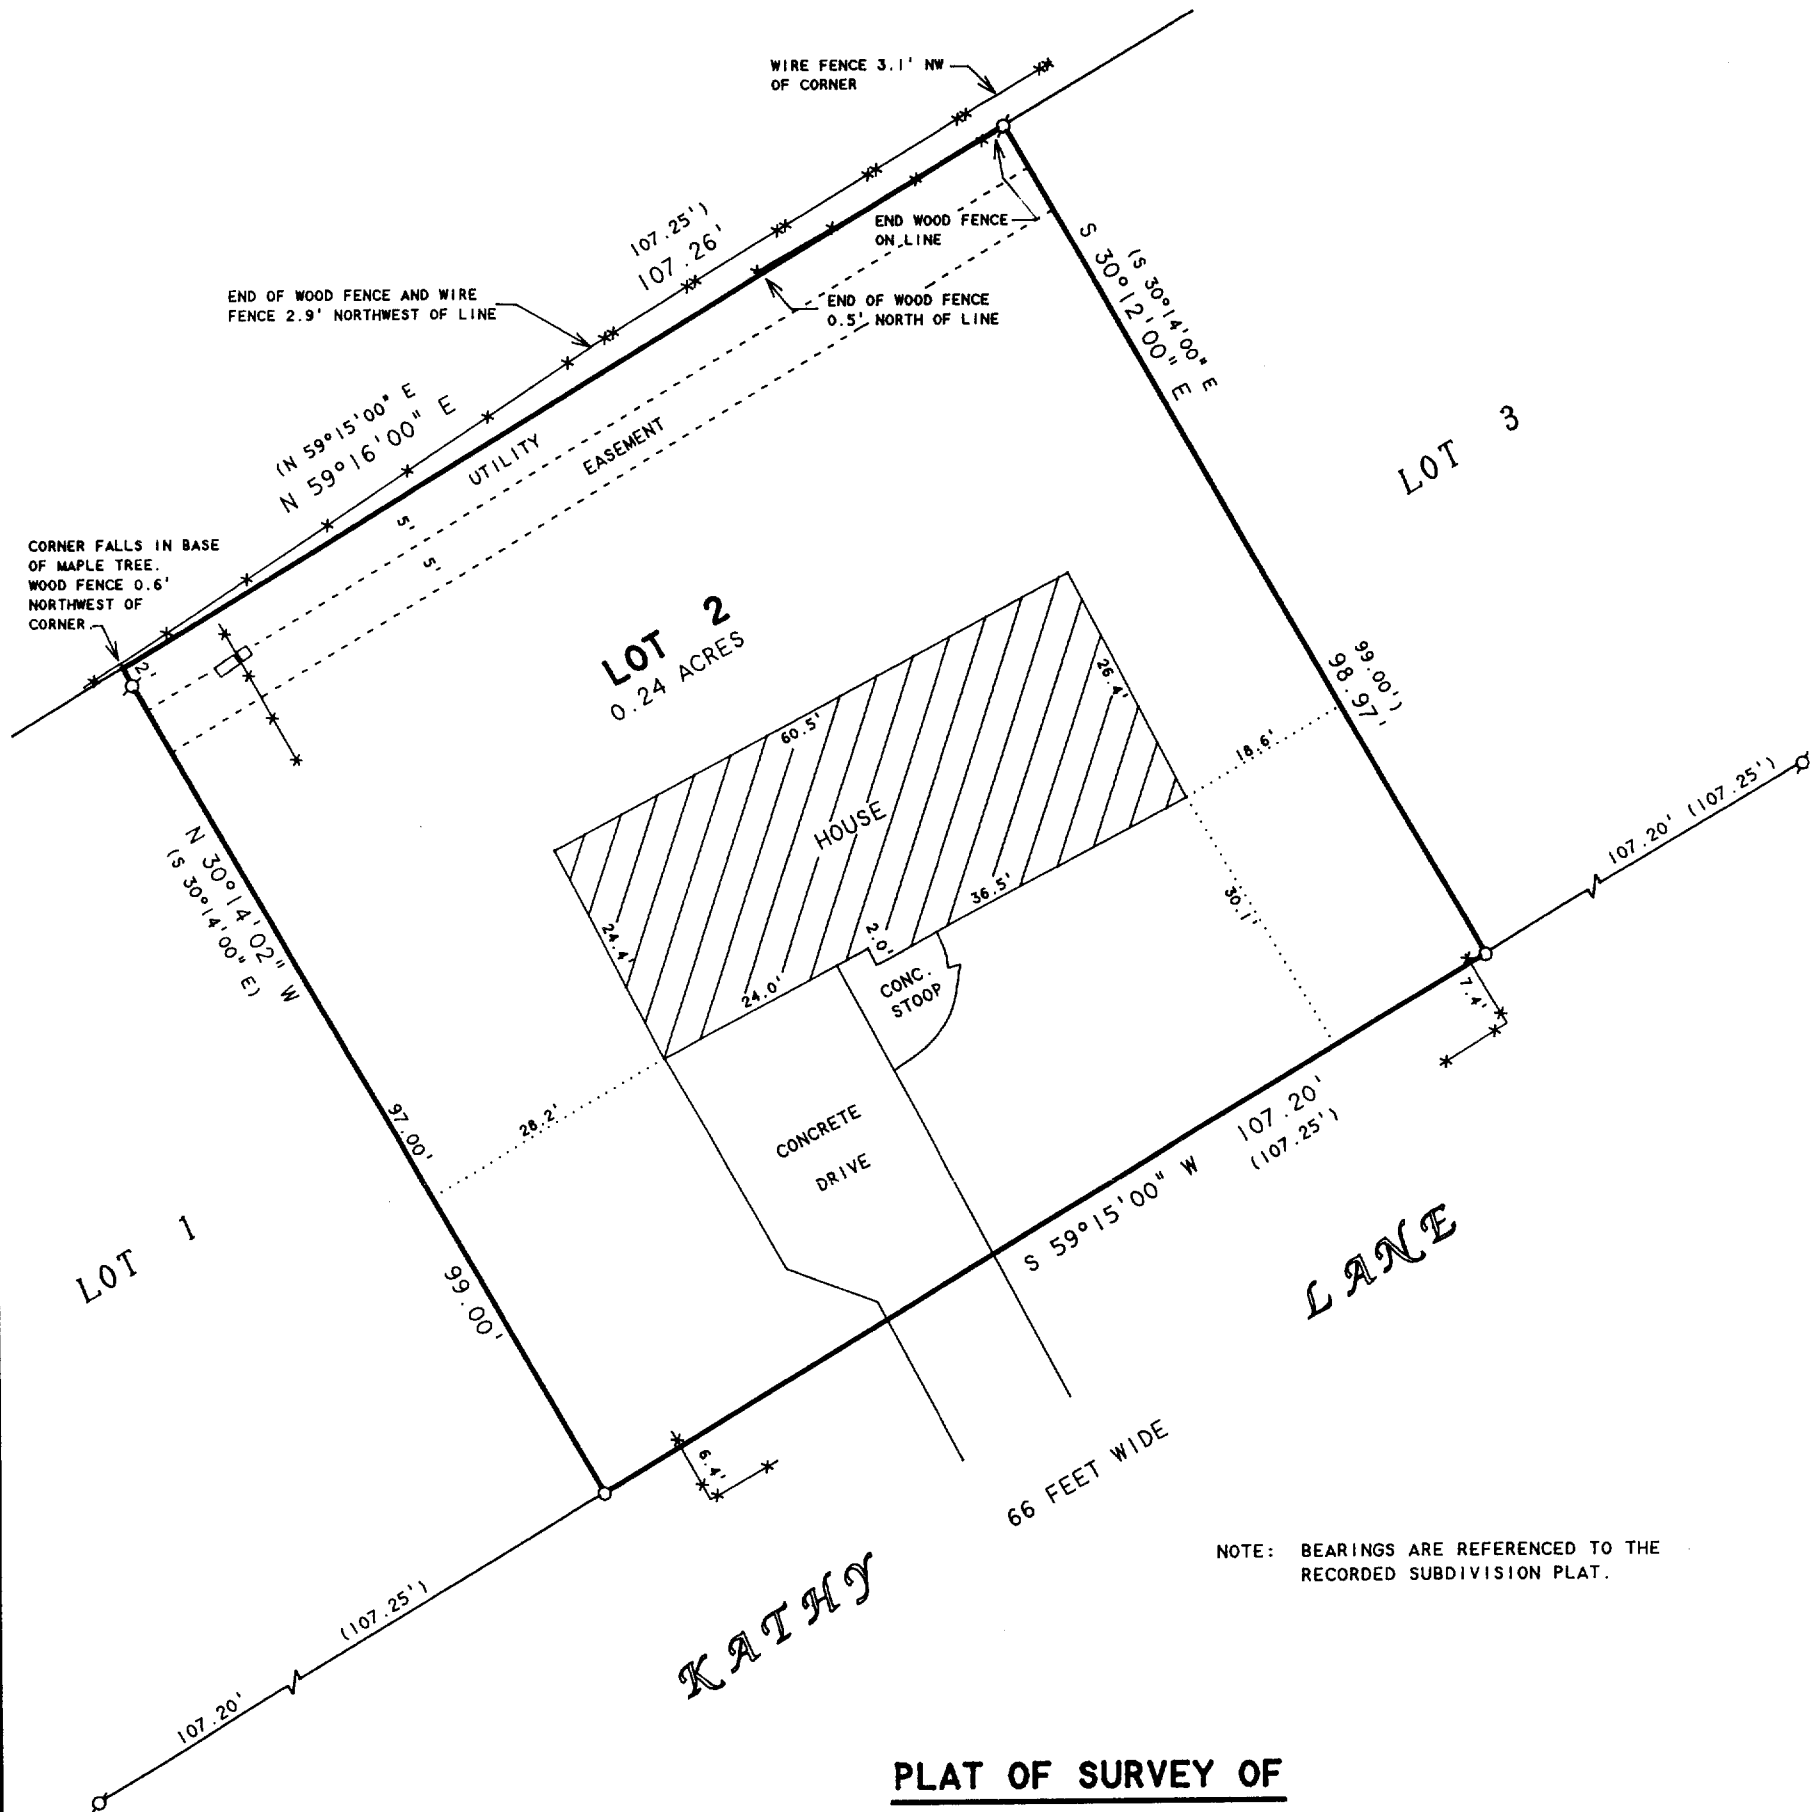 WIRE FENCE 3.1' NW
OF CORNER
107.25')
107.26'
END WOOD FENCE
ON LINE
END OF WOOD FENCE AND WIRE
FENCE 2.9' NORTHWEST OF LINE
END OF WOOD FENCE
0.5' NORTH OF LINE
(S 30°14'00" E
S 30°12'00" E
(N 59°15'00" E
N 59°16'00" E
UTILITY
EASEMENT
5'
5'
LOT 3
CORNER FALLS IN BASE
OF MAPLE TREE.
WOOD FENCE 0.6'
NORTHWEST OF
CORNER.
2'
LOT 2
0.24 ACRES
60.5'
26.4'
99.00')
98.97'
18.6'
HOUSE
107.20' (107.25')
N 30°14'02" W
(S 30°14'00" E)
24.4'
24.0'
2.0'
36.5'
30.1'
CONC.
STOOP
7.4'
97.00'
28.2'
CONCRETE
DRIVE
107.20'
(107.25')
S 59°15'00" W
LOT 1
99.00'
LANE
6.4'
66 FEET WIDE
NOTE: BEARINGS ARE REFERENCED TO THE
RECORDED SUBDIVISION PLAT.
(107.25')
107.20'
KATHY
PLAT OF SURVEY OF